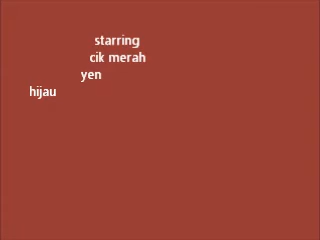 starring
cik merah
yen
hijau